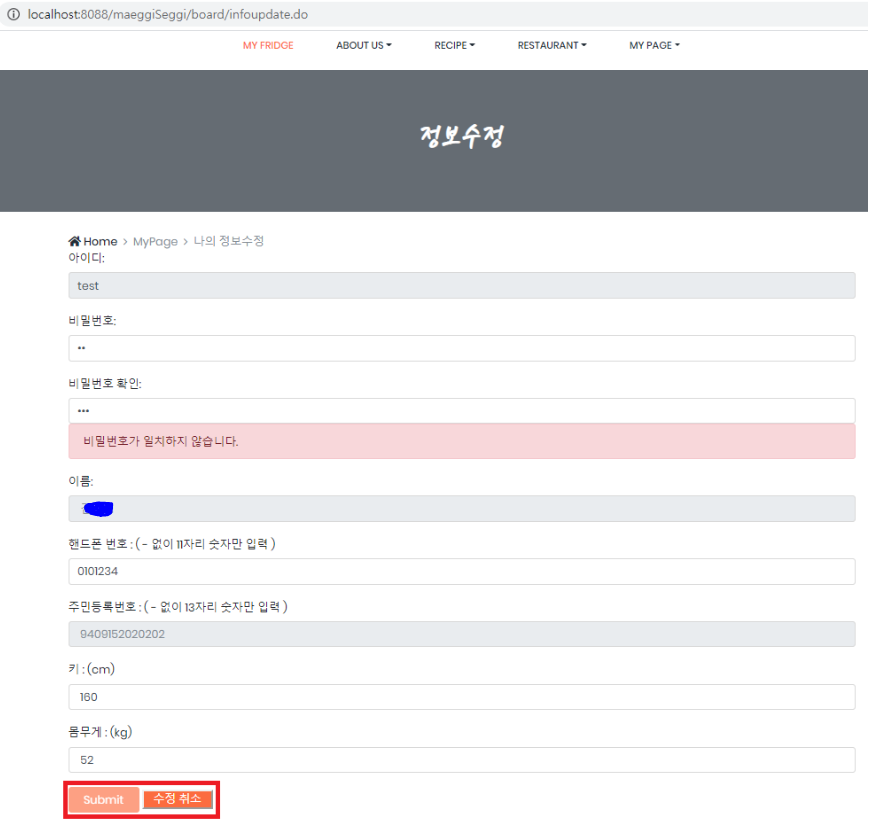 localhost:8088/maeggiSeggi/board/infoupdate.do
MY FRIDGE ABOUT US RECIPE RESTAURANT MY PAGE
정보수정
Home > MyPage > 나의 정보수정
아이디:
test
비밀번호:
••
비밀번호 확인:
•••
비밀번호가 일치하지 않습니다.
이름:
핸드폰 번호 : ( - 없이 11자리 숫자만 입력 )
0101234
주민등록번호 : ( - 없이 13자리 숫자만 입력 )
9409152020202
키 : (cm)
160
몸무게 : (kg)
52
Submit 수정 취소